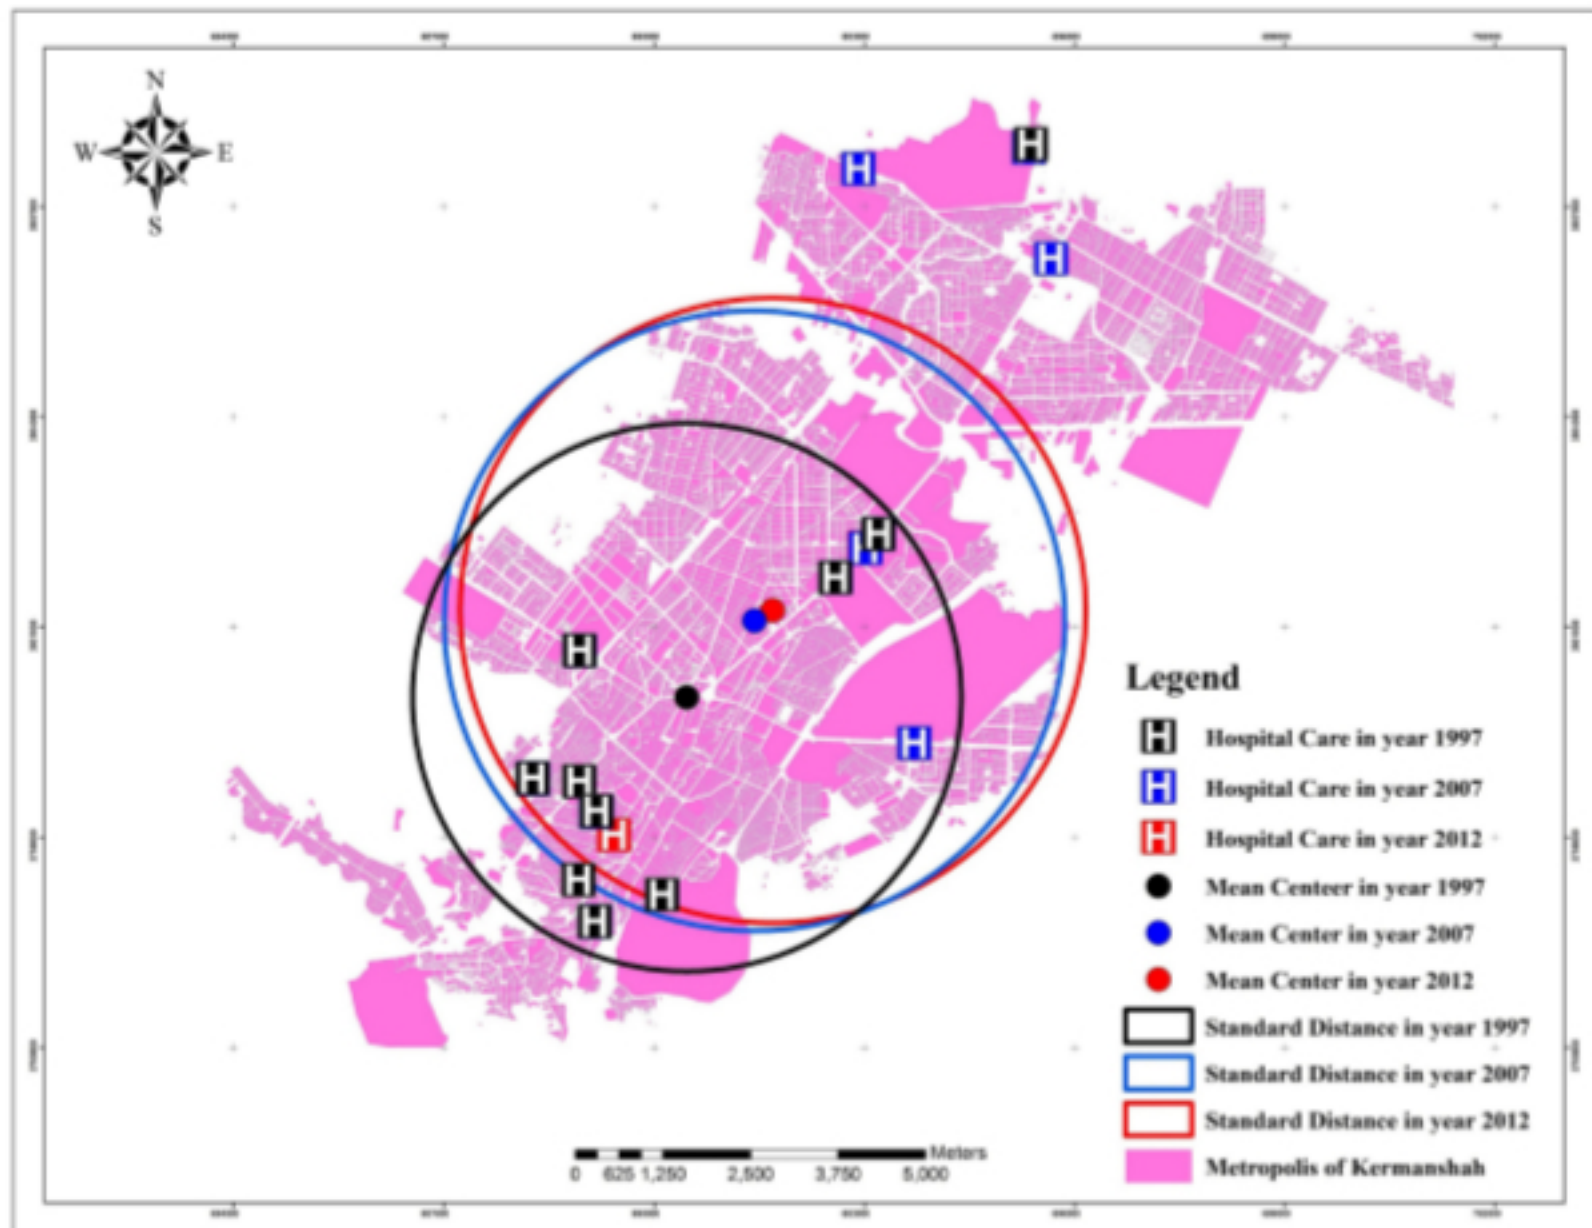 N
W E
S
Legend
H Hospital Care in year 1997
H Hospital Care in year 2007
H Hospital Care in year 2012
Mean Centeer in year 1997
Mean Center in year 2007
Mean Center in year 2012
Standard Distance in year 1997
Standard Distance in year 2007
Standard Distance in year 2012
Metropolis of Kermanshah
Meters
0 625 1,250 2,500 3,750 5,000